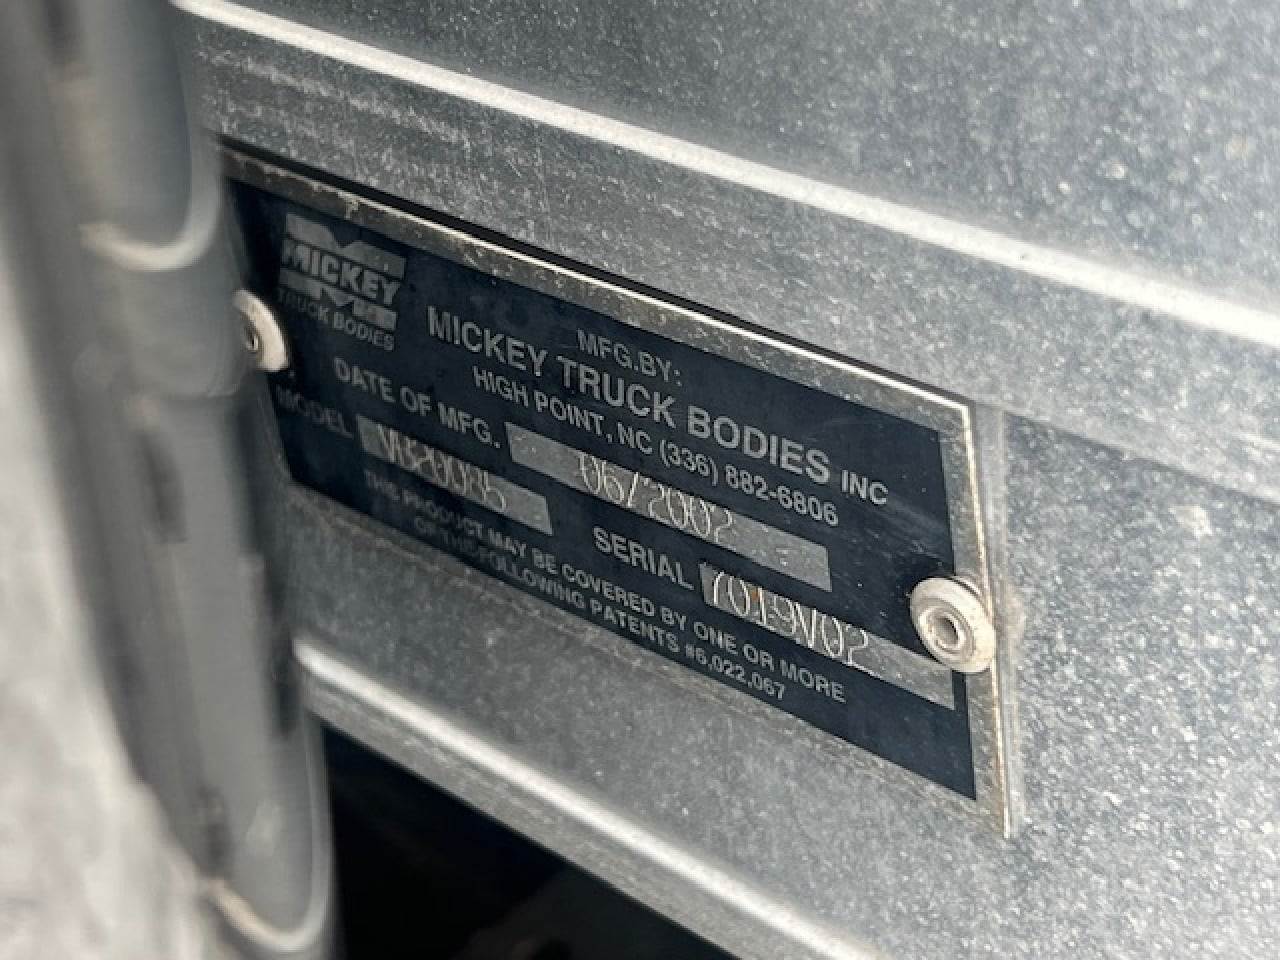 MICKEY
TRUCK BODIES
MFG.BY:
MICKEY TRUCK BODIES INC
HIGH POINT, NC (336) 882-6806
DATE OF MFG. 06/2002
MODEL VB20085 SERIAL 7019V02
THIS PRODUCT MAY BE COVERED BY ONE OR MORE
OF THE FOLLOWING PATENTS #6,022,067